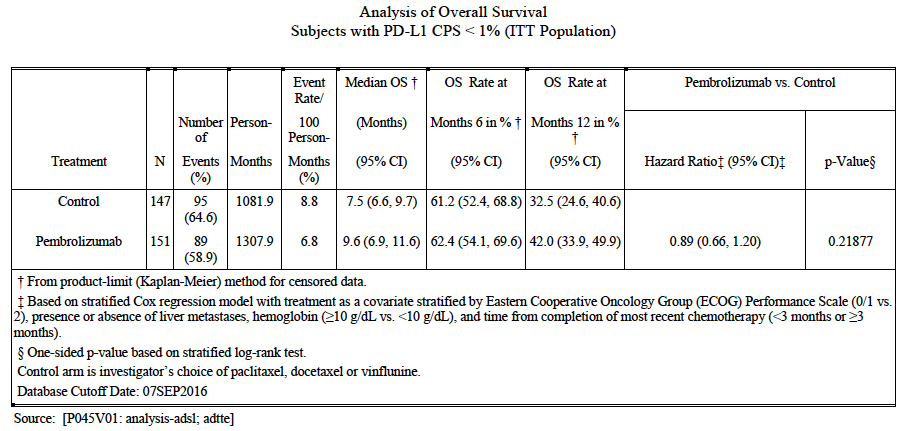 Analysis of Overall Survival
Subjects with PD-L1 CPS < 1% (ITT Population)
Event Median OS † OS Rate at OS Rate at Pembrolizumab vs. Control
Rate/
Number Person- 100 (Months) Months 6 in % † Months 12 in %
of Person- †
Treatment N Events Months Months (95% CI) (95% CI) (95% CI) Hazard Ratio‡ (95% CI)‡ p-Value§
(%) (%)
Control 147 95 1081.9 8.8 7.5 (6.6, 9.7) 61.2 (52.4, 68.8) 32.5 (24.6, 40.6)
(64.6)
Pembrolizumab 151 89 1307.9 6.8 9.6 (6.9, 11.6) 62.4 (54.1, 69.6) 42.0 (33.9, 49.9) 0.89 (0.66, 1.20) 0.21877
(58.9)
† From product-limit (Kaplan-Meier) method for censored data.
‡ Based on stratified Cox regression model with treatment as a covariate stratified by Eastern Cooperative Oncology Group (ECOG) Performance Scale (0/1 vs.
2), presence or absence of liver metastases, hemoglobin (≥10 g/dL vs. <10 g/dL), and time from completion of most recent chemotherapy (<3 months or ≥3
months).
§ One-sided p-value based on stratified log-rank test.
Control arm is investigator’s choice of paclitaxel, docetaxel or vinflunine.
Database Cutoff Date: 07SEP2016
Source: [P045V01: analysis-adsl; adtte]